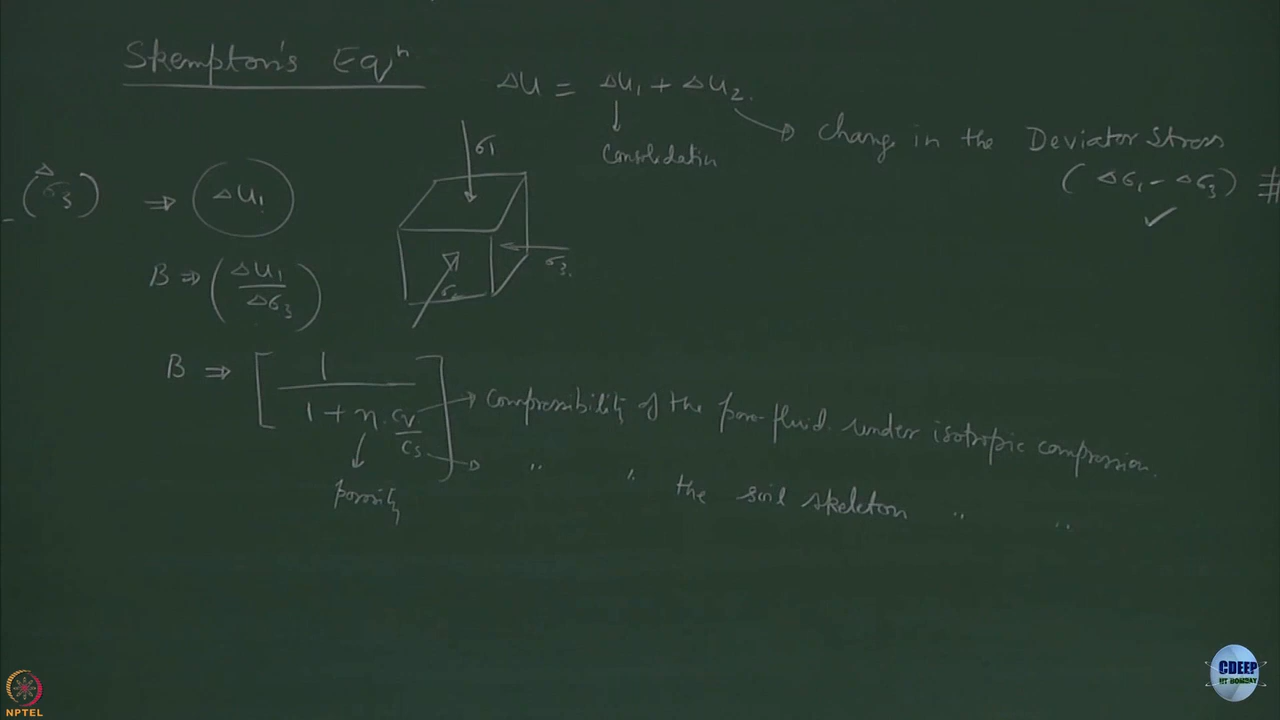 Skempton's Eqⁿ
ΔU = ΔU₁ + ΔU₂.
Consolidation
Change in the Deviator Stress
(Δσ₁ - Δσ₃) #
(Δσ₃) ⇒ ΔU₁
σ₁
σ₃
B ⇒ (ΔU₁/Δσ₃)
B ⇒ [1/(1 + η.Cv/Cs)]
Compressibility of the pore-fluid under isotropic compression.
" " the soil skeleton " "
porosity
NPTEL
CDEEP
IIT BOMBAY